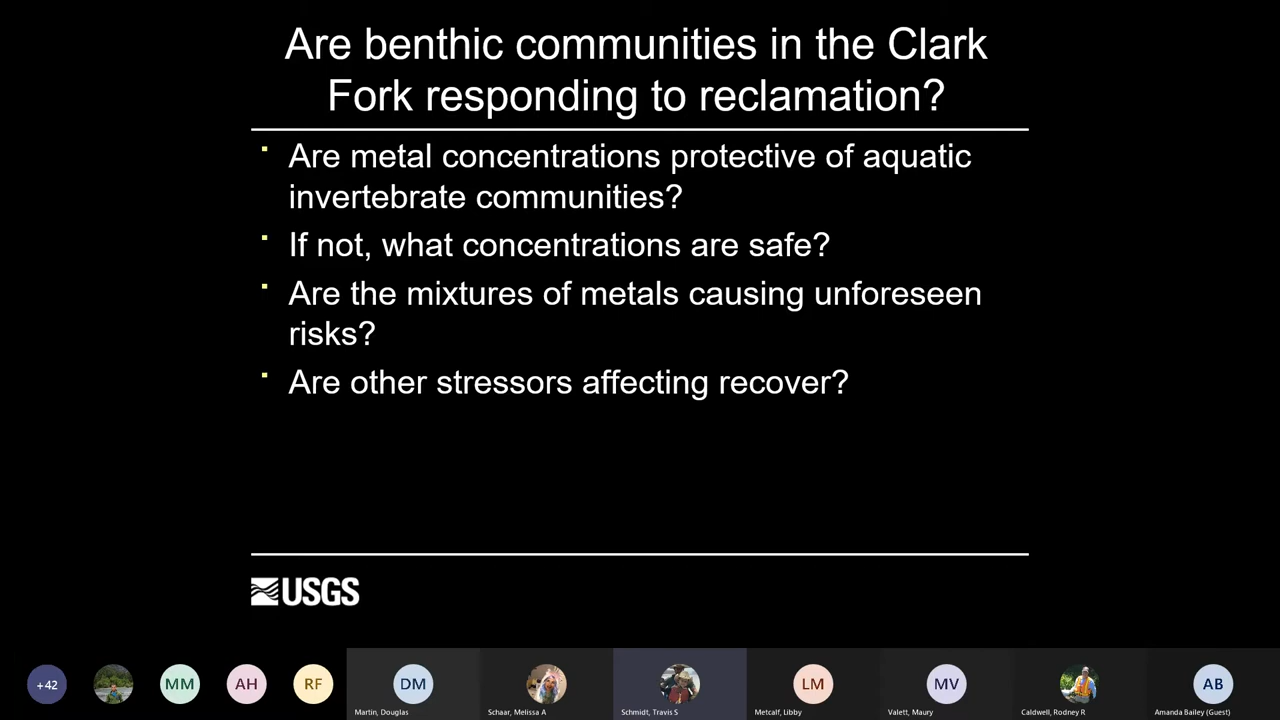 Are benthic communities in the Clark
Fork responding to reclamation?
Are metal concentrations protective of aquatic
invertebrate communities?
If not, what concentrations are safe?
Are the mixtures of metals causing unforeseen
risks?
Are other stressors affecting recover?
USGS
+42
MM
AH
RF
DM
LM
MV
AB
Martin, Douglas
Schaar, Melissa A
Schmidt, Travis S
Metcalf, Libby
Valett, Maury
Caldwell, Rodney R
Amanda Bailey (Guest)